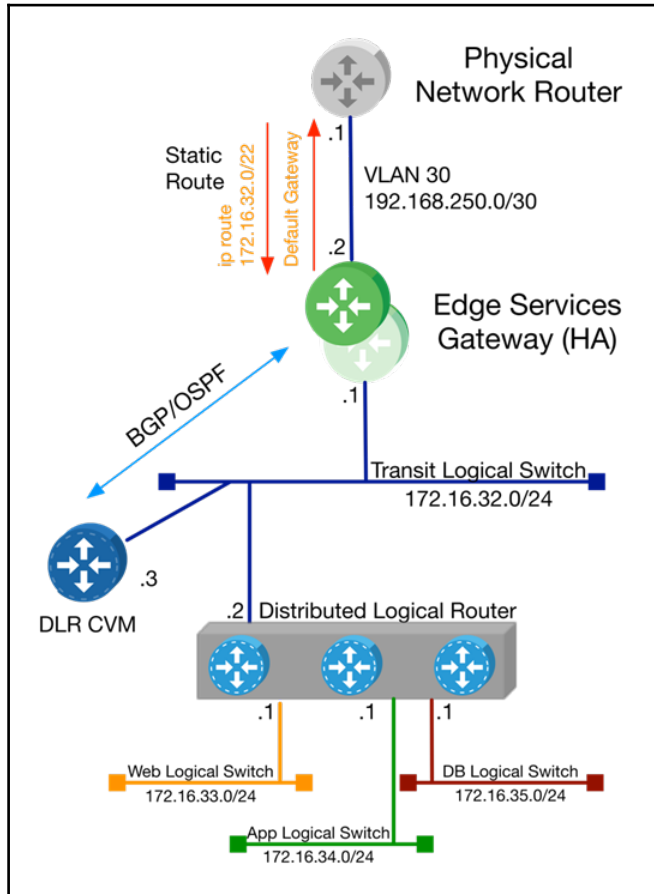 Physical
Network Router
.1
Static
Route
ip route
172.16.32.0/22
Default Gateway
VLAN 30
192.168.250.0/30
.2
Edge Services
Gateway (HA)
.1
BGP/OSPF
Transit Logical Switch
172.16.32.0/24
.3
DLR CVM
.2
Distributed Logical Router
.1
.1
.1
Web Logical Switch
172.16.33.0/24
DB Logical Switch
172.16.35.0/24
App Logical Switch
172.16.34.0/24